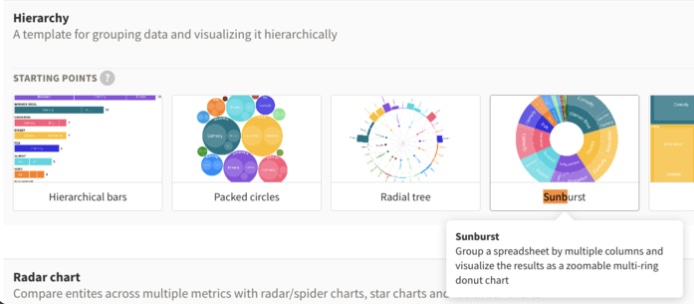 Hierarchy
A template for grouping data and visualizing it hierarchically
STARTING POINTS ?
Hierarchical bars
Packed circles
Radial tree
Sunburst
Sunburst
Group a spreadsheet by multiple columns and
visualize the results as a zoomable multi-ring
donut chart
Radar chart
Compare entites across multiple metrics with radar/spider charts, star charts and